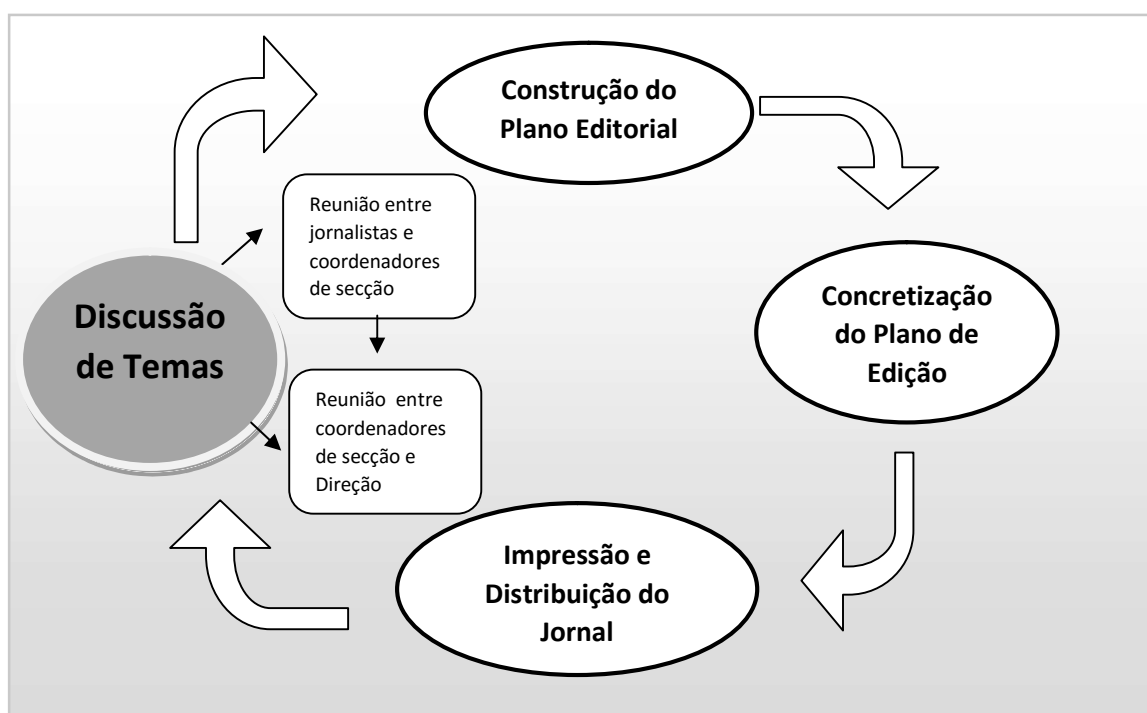 Construção do
Plano Editorial
Reunião entre
jornalistas e
coordenadores
de secção
Discussão
de Temas
Concretização
do Plano de
Edição
Reunião  entre
coordenadores
de secção e
Direção
Impressão e
Distribuição do
Jornal